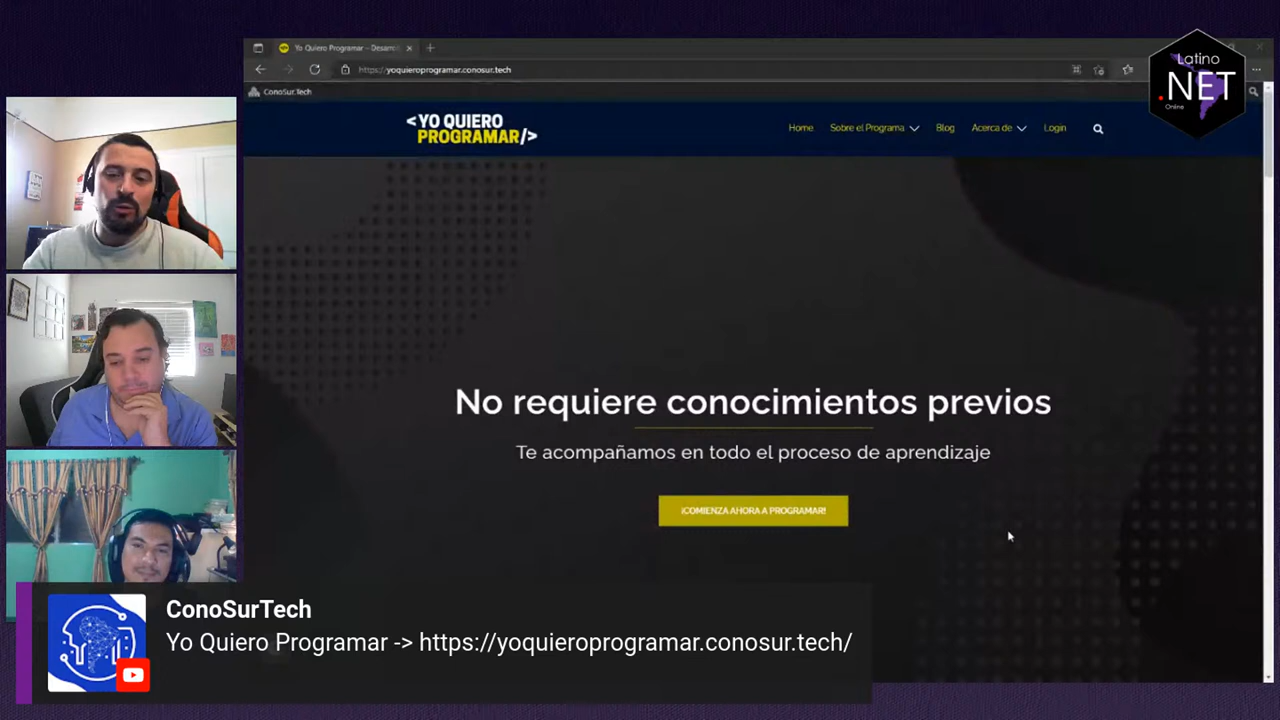 Yo Quiero Programar – Desarro
https://yoquieroprogramar.conosur.tech
ConoSur.Tech
Latino
.NET
Online
<YO QUIERO
PROGRAMAR/>
Home Sobre el Programa Blog Acerca de Login
No requiere conocimientos previos
Te acompañamos en todo el proceso de aprendizaje
¡COMIENZA AHORA A PROGRAMAR!
ConoSurTech
Yo Quiero Programar -> https://yoquieroprogramar.conosur.tech/